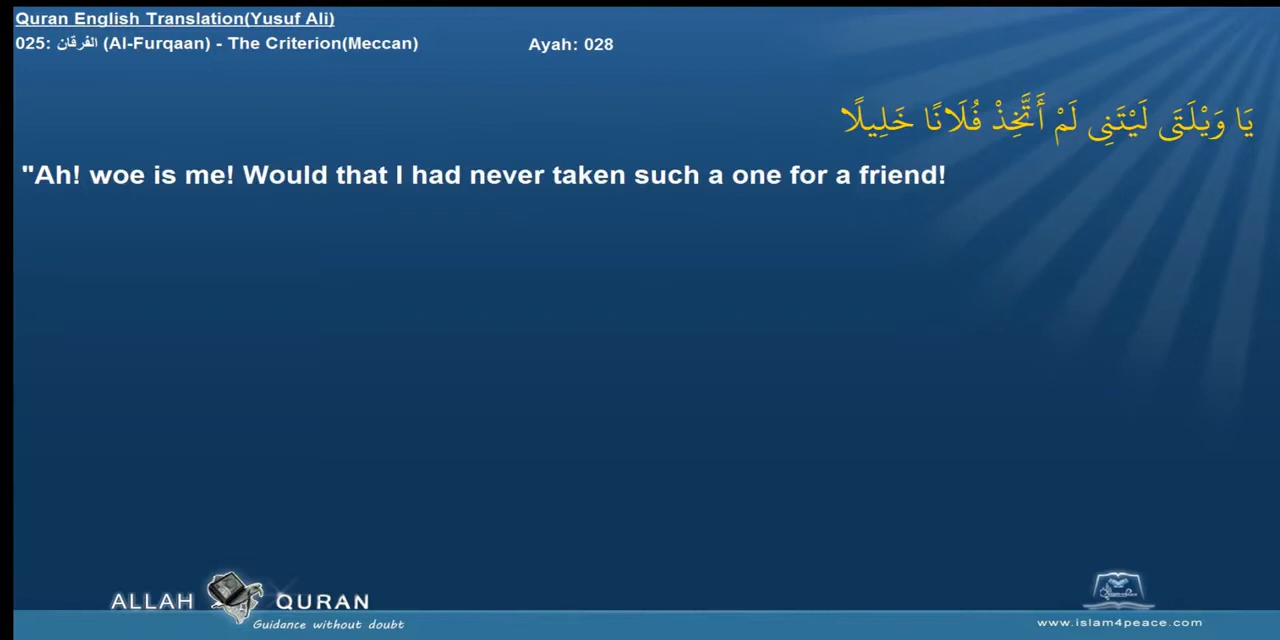 Quran English Translation(Yusuf Ali)
025: الفرقان (Al-Furqaan) - The Criterion(Meccan) Ayah: 028
يَا وَيْلَتَى لَيْتَنِى لَمْ أَتَّخِذْ فُلَانًا خَلِيلًا
"Ah! woe is me! Would that I had never taken such a one for a friend!
ALLAH QURAN
Guidance without doubt
www.islam4peace.com